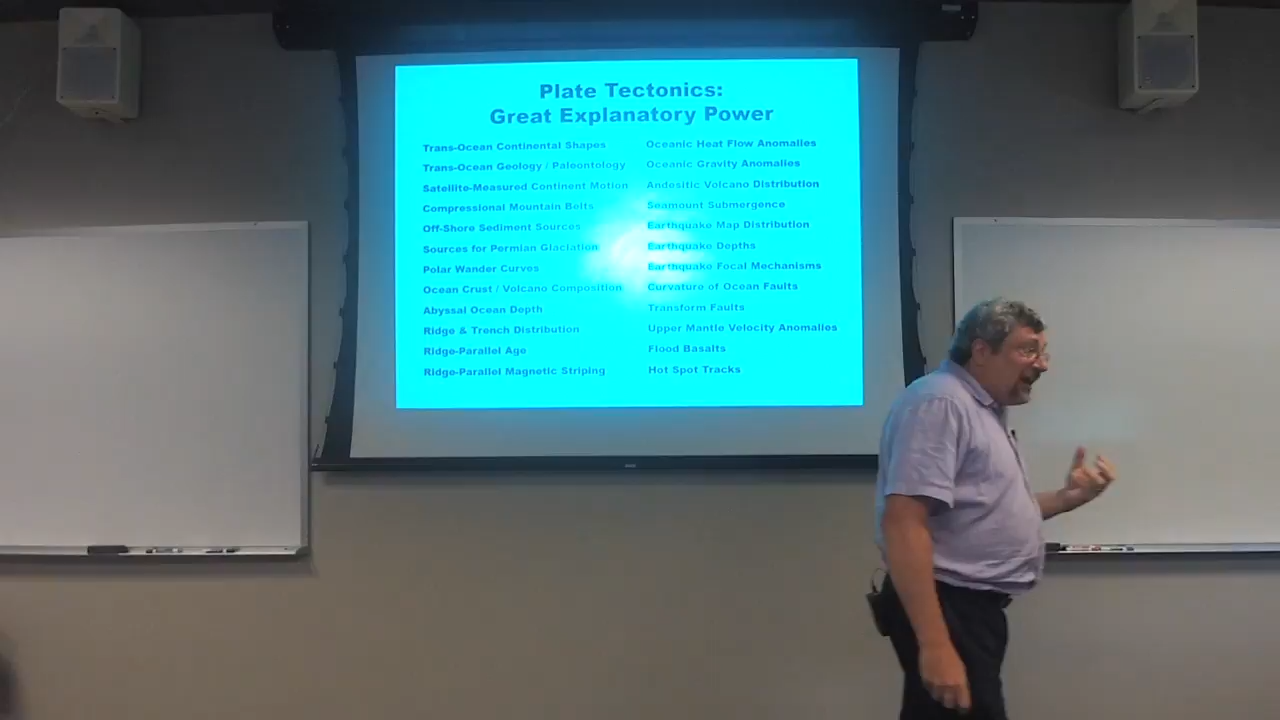 Plate Tectonics:
Great Explanatory Power
Trans-Ocean Continental Shapes
Trans-Ocean Geology / Paleontology
Satellite-Measured Continent Motion
Compressional Mountain Belts
Off-Shore Sediment Sources
Sources for Permian Glaciation
Polar Wander Curves
Ocean Crust / Volcano Composition
Abyssal Ocean Depth
Ridge & Trench Distribution
Ridge-Parallel Age
Ridge-Parallel Magnetic Striping
Oceanic Heat Flow Anomalies
Oceanic Gravity Anomalies
Andesitic Volcano Distribution
Seamount Submergence
Earthquake Map Distribution
Earthquake Depths
Earthquake Focal Mechanisms
Curvature of Ocean Faults
Transform Faults
Upper Mantle Velocity Anomalies
Flood Basalts
Hot Spot Tracks